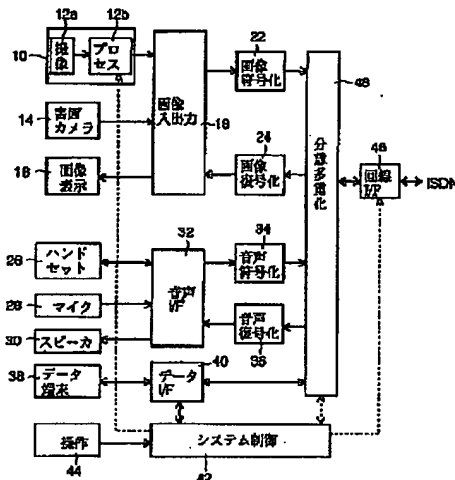 12a
12b
10
撮像
プロセス
14
書画カメラ
16
画像表示
画像入出力
18
22
画像符号化
24
画像復号化
48
分離多重化
46
回線I/F
ISDN
26
ハンドセット
28
マイク
30
スピーカ
32
音声I/F
34
音声符号化
音声復号化
36
38
データ端末
40
データI/F
操作
44
システム制御
42